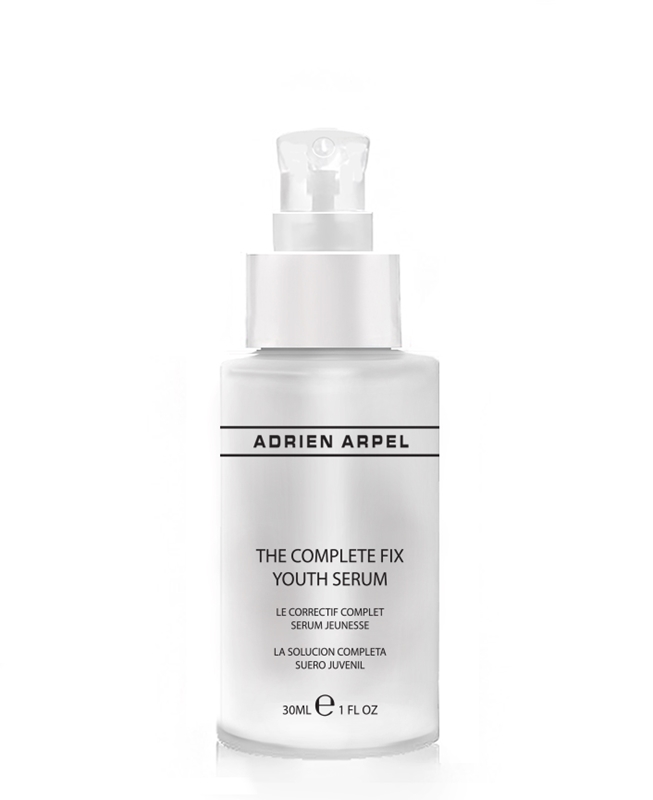 ADRIEN ARPEL
THE COMPLETE FIX
YOUTH SERUM
LE CORRECTIF COMPLET
SERUM JEUNESSE
LA SOLUCION COMPLETA
SUERO JUVENIL
30ML ℮ 1 FL OZ